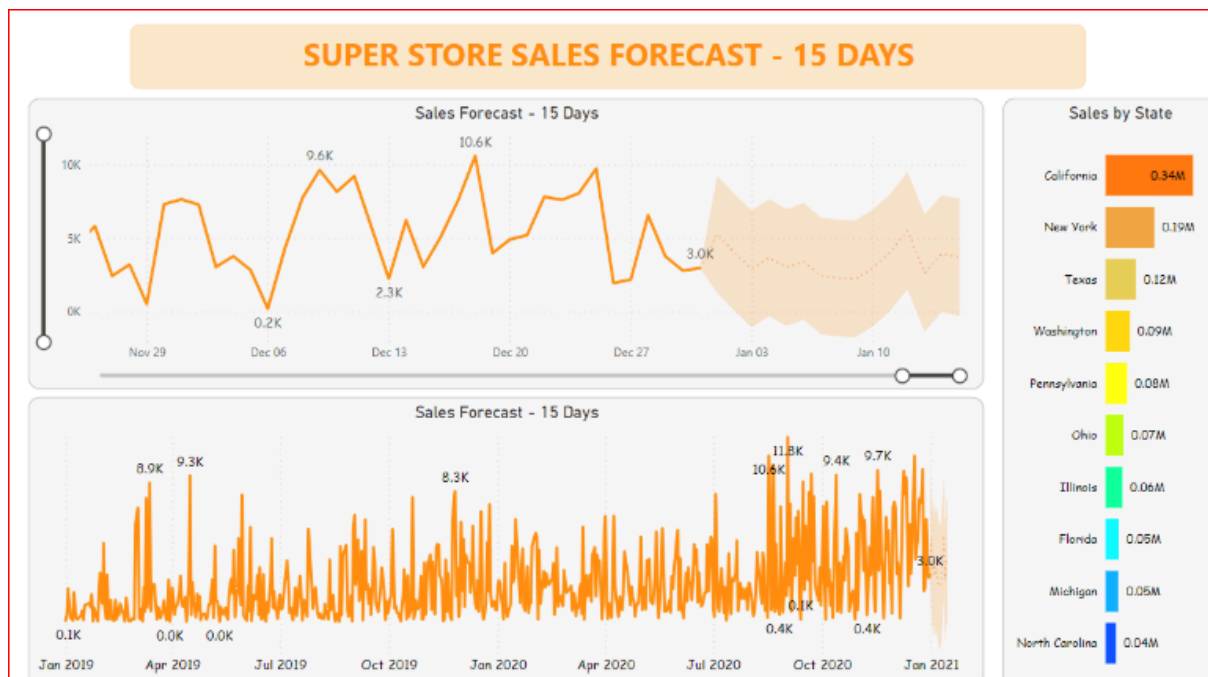 SUPER STORE SALES FORECAST - 15 DAYS
Sales Forecast - 15 Days
10K
5K
0K
9.6K
10.6K
3.0K
2.3K
0.2K
Nov 29 Dec 06 Dec 13 Dec 20 Dec 27 Jan 03 Jan 10
Sales Forecast - 15 Days
8.9K
9.3K
8.3K
10.6K
11.8K
9.4K
9.7K
3.0K
0.1K
0.0K
0.0K
0.4K
0.1K
0.4K
Jan 2019 Apr 2019 Jul 2019 Oct 2019 Jan 2020 Apr 2020 Jul 2020 Oct 2020 Jan 2021
Sales by State
California 0.34M
New York 0.19M
Texas 0.12M
Washington 0.09M
Pennsylvania 0.08M
Ohio 0.07M
Illinois 0.06M
Florida 0.05M
Michigan 0.05M
North Carolina 0.04M